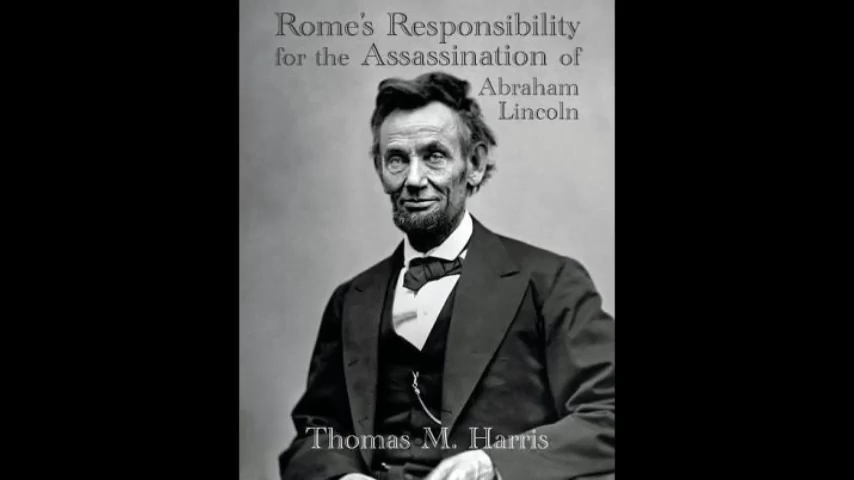 Rome's Responsibility
for the Assassination of
Abraham
Lincoln
Thomas M. Harris